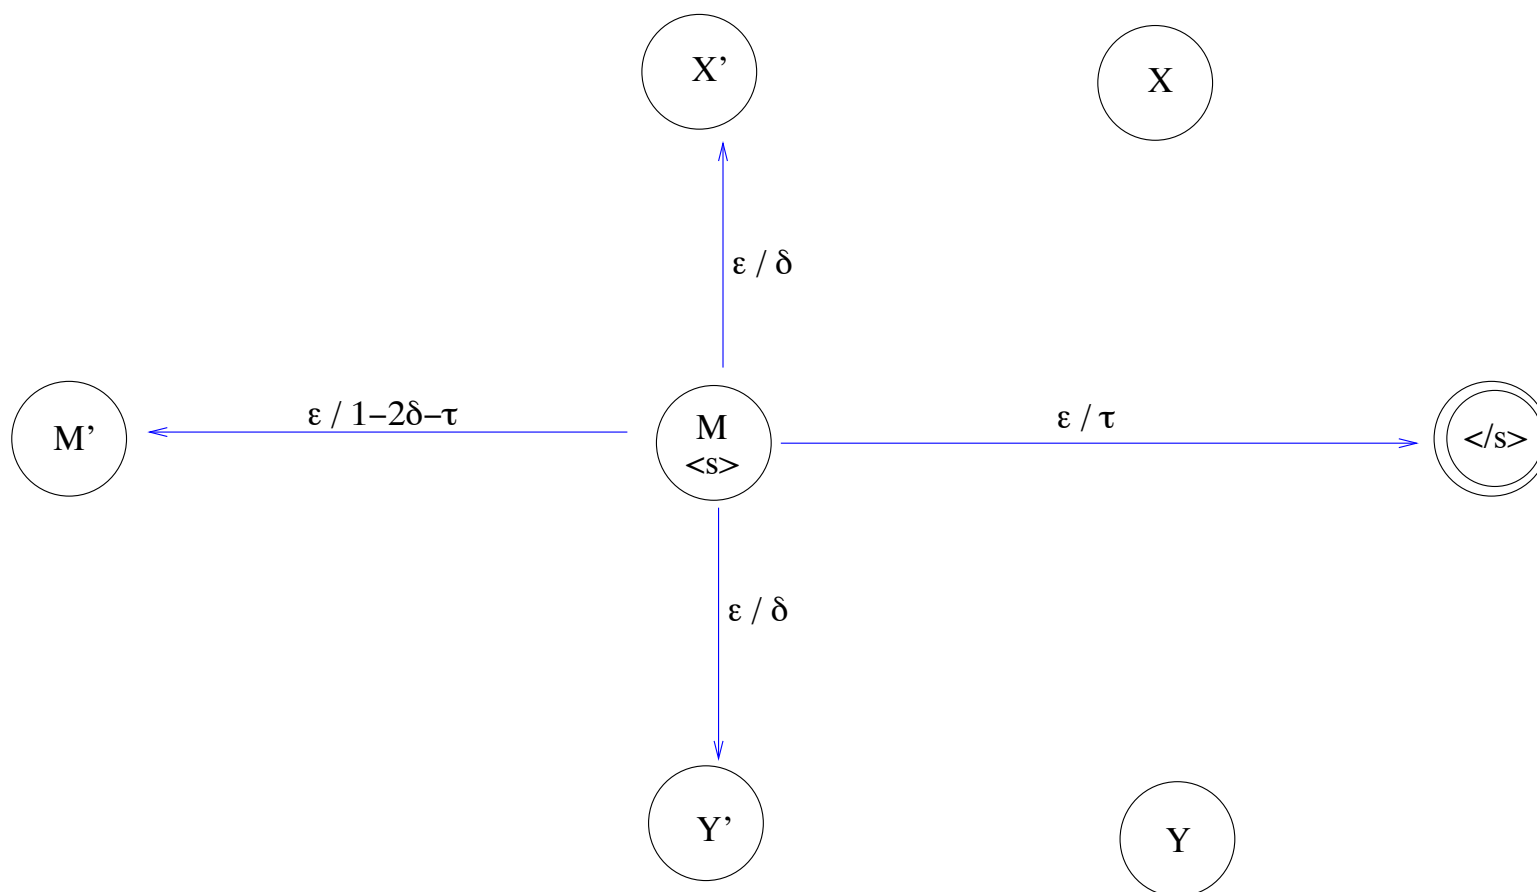 X’
X
ε / δ
M’
ε / 1−2δ−τ
M
<s>
ε / τ
</s>
ε / δ
Y’
Y